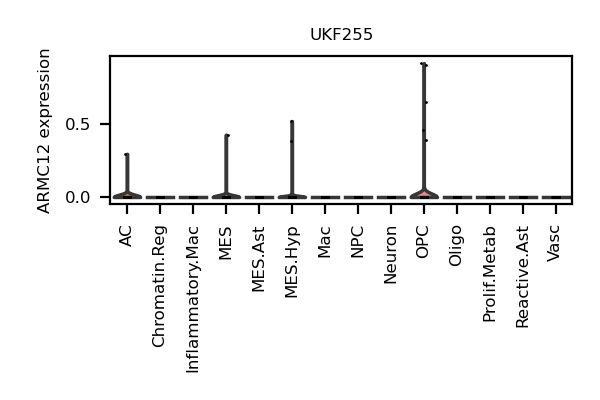 UKF255
ARMC12 expression
0.5
0.0
AC
Chromatin.Reg
Inflammatory.Mac
MES
MES.Ast
MES.Hyp
Mac
NPC
Neuron
OPC
Oligo
Prolif.Metab
Reactive.Ast
Vasc